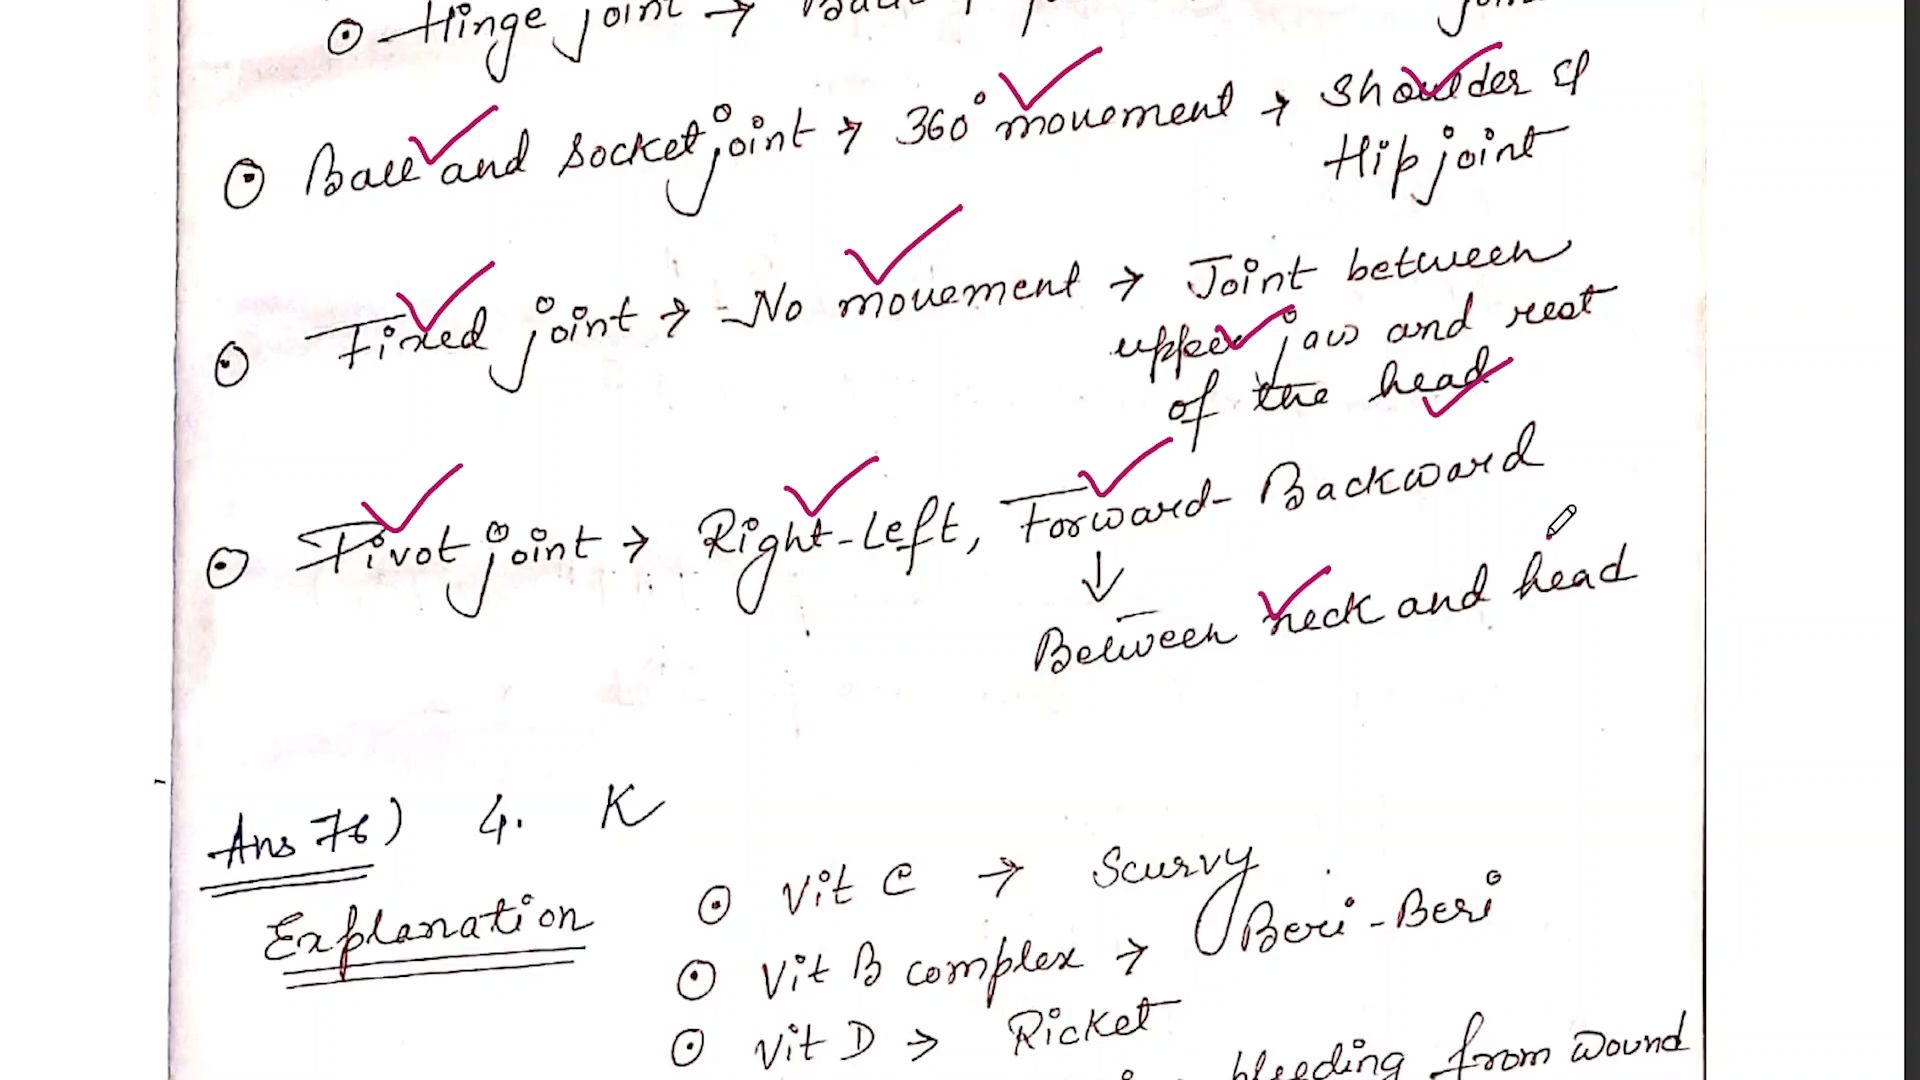 Hinge joint →
Ball and Socket joint → 360° movement → Shoulder &
Hip joint
Fixed joint → No movement → Joint between
upper jaw and rest
of the head
Pivot joint → Right-Left, Forward-Backward
↓
Between neck and head
Ans 76) 4. K
Explanation
Vit C → Scurvy
Vit B complex → Beri-Beri
Vit D → Ricket
bleeding from wound